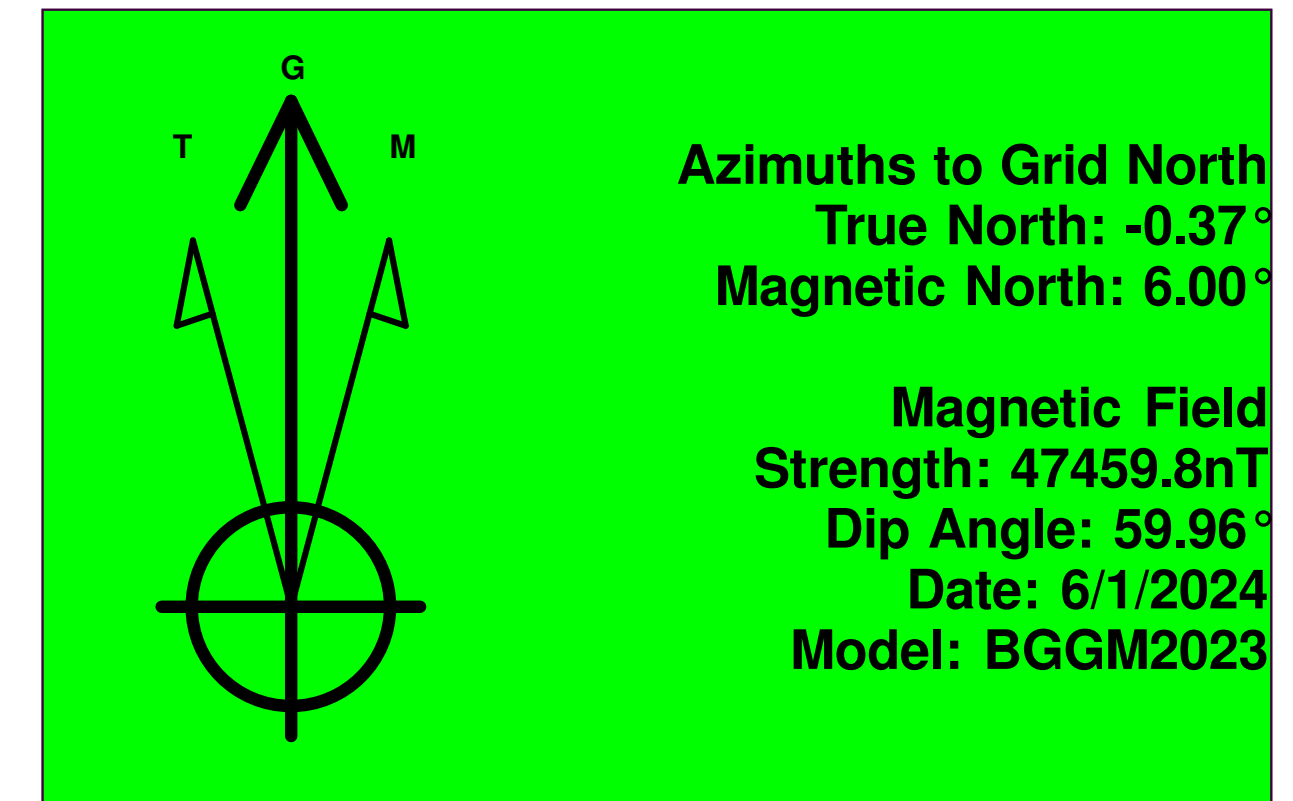 G
T
M
Azimuths to Grid North
True North: -0.37°
Magnetic North: 6.00°
Magnetic Field
Strength: 47459.8nT
Dip Angle: 59.96°
Date: 6/1/2024
Model: BGGM2023